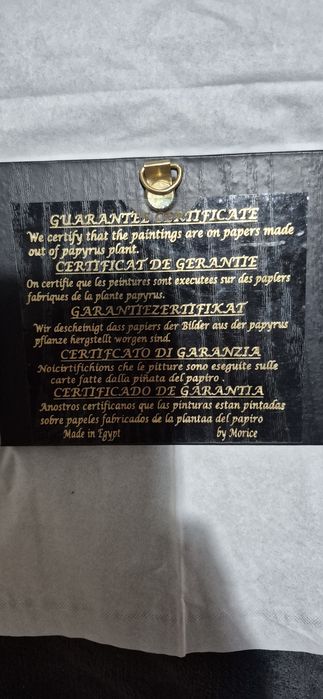 GUARANTEE CERTIFICATE
We certify that the paintings are on papers made
out of papyrus plant.
CERTIFICAT DE GERANTIE
On certifie que les peintures sont executees sur des paplers
fabriques de la plante papyrus.
GARANTIEZERTIFIKAT
Wir descheinigt dass papiers der Bilder aus der papyrus
pflanze hergstellt worgen sind.
CERTIFCATO DI GARANZIA
Noicirtifichions che le pitture sono eseguite sulle
carte fatte dalla piñata del papiro .
CERTIFICADO DE GARANTIA
Anostros certificanos que las pinturas estan pintadas
sobre papeles fabricados de la plantaa del papiro
Made in Egypt by Morice